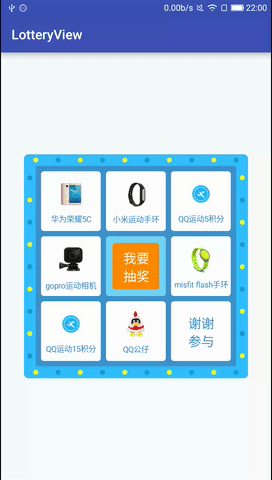 0.00b/s 22:00
LotteryView
华为荣耀5C
小米运动手环
QQ运动5积分
gopro运动相机
我要
抽奖
misfit flash手环
QQ运动15积分
QQ公仔
谢谢
参与